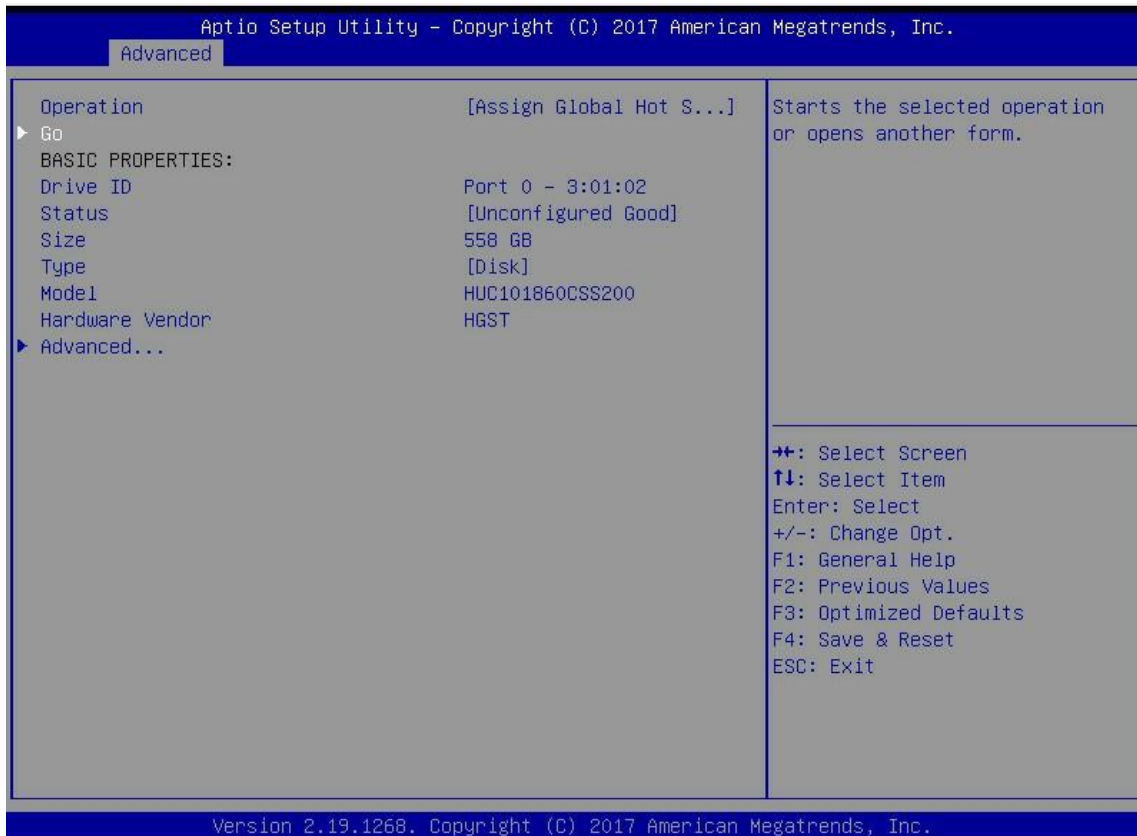 Aptio Setup Utility – Copyright (C) 2017 American Megatrends, Inc.
Advanced
Operation [Assign Global Hot S...]
Go
BASIC PROPERTIES:
Drive ID Port 0 - 3:01:02
Status [Unconfigured Good]
Size 558 GB
Type [Disk]
Model HUC101860CSS200
Hardware Vendor HGST
Advanced...
Starts the selected operation
or opens another form.
→←: Select Screen
↑↓: Select Item
Enter: Select
+/-: Change Opt.
F1: General Help
F2: Previous Values
F3: Optimized Defaults
F4: Save & Reset
ESC: Exit
Version 2.19.1268. Copyright (C) 2017 American Megatrends, Inc.